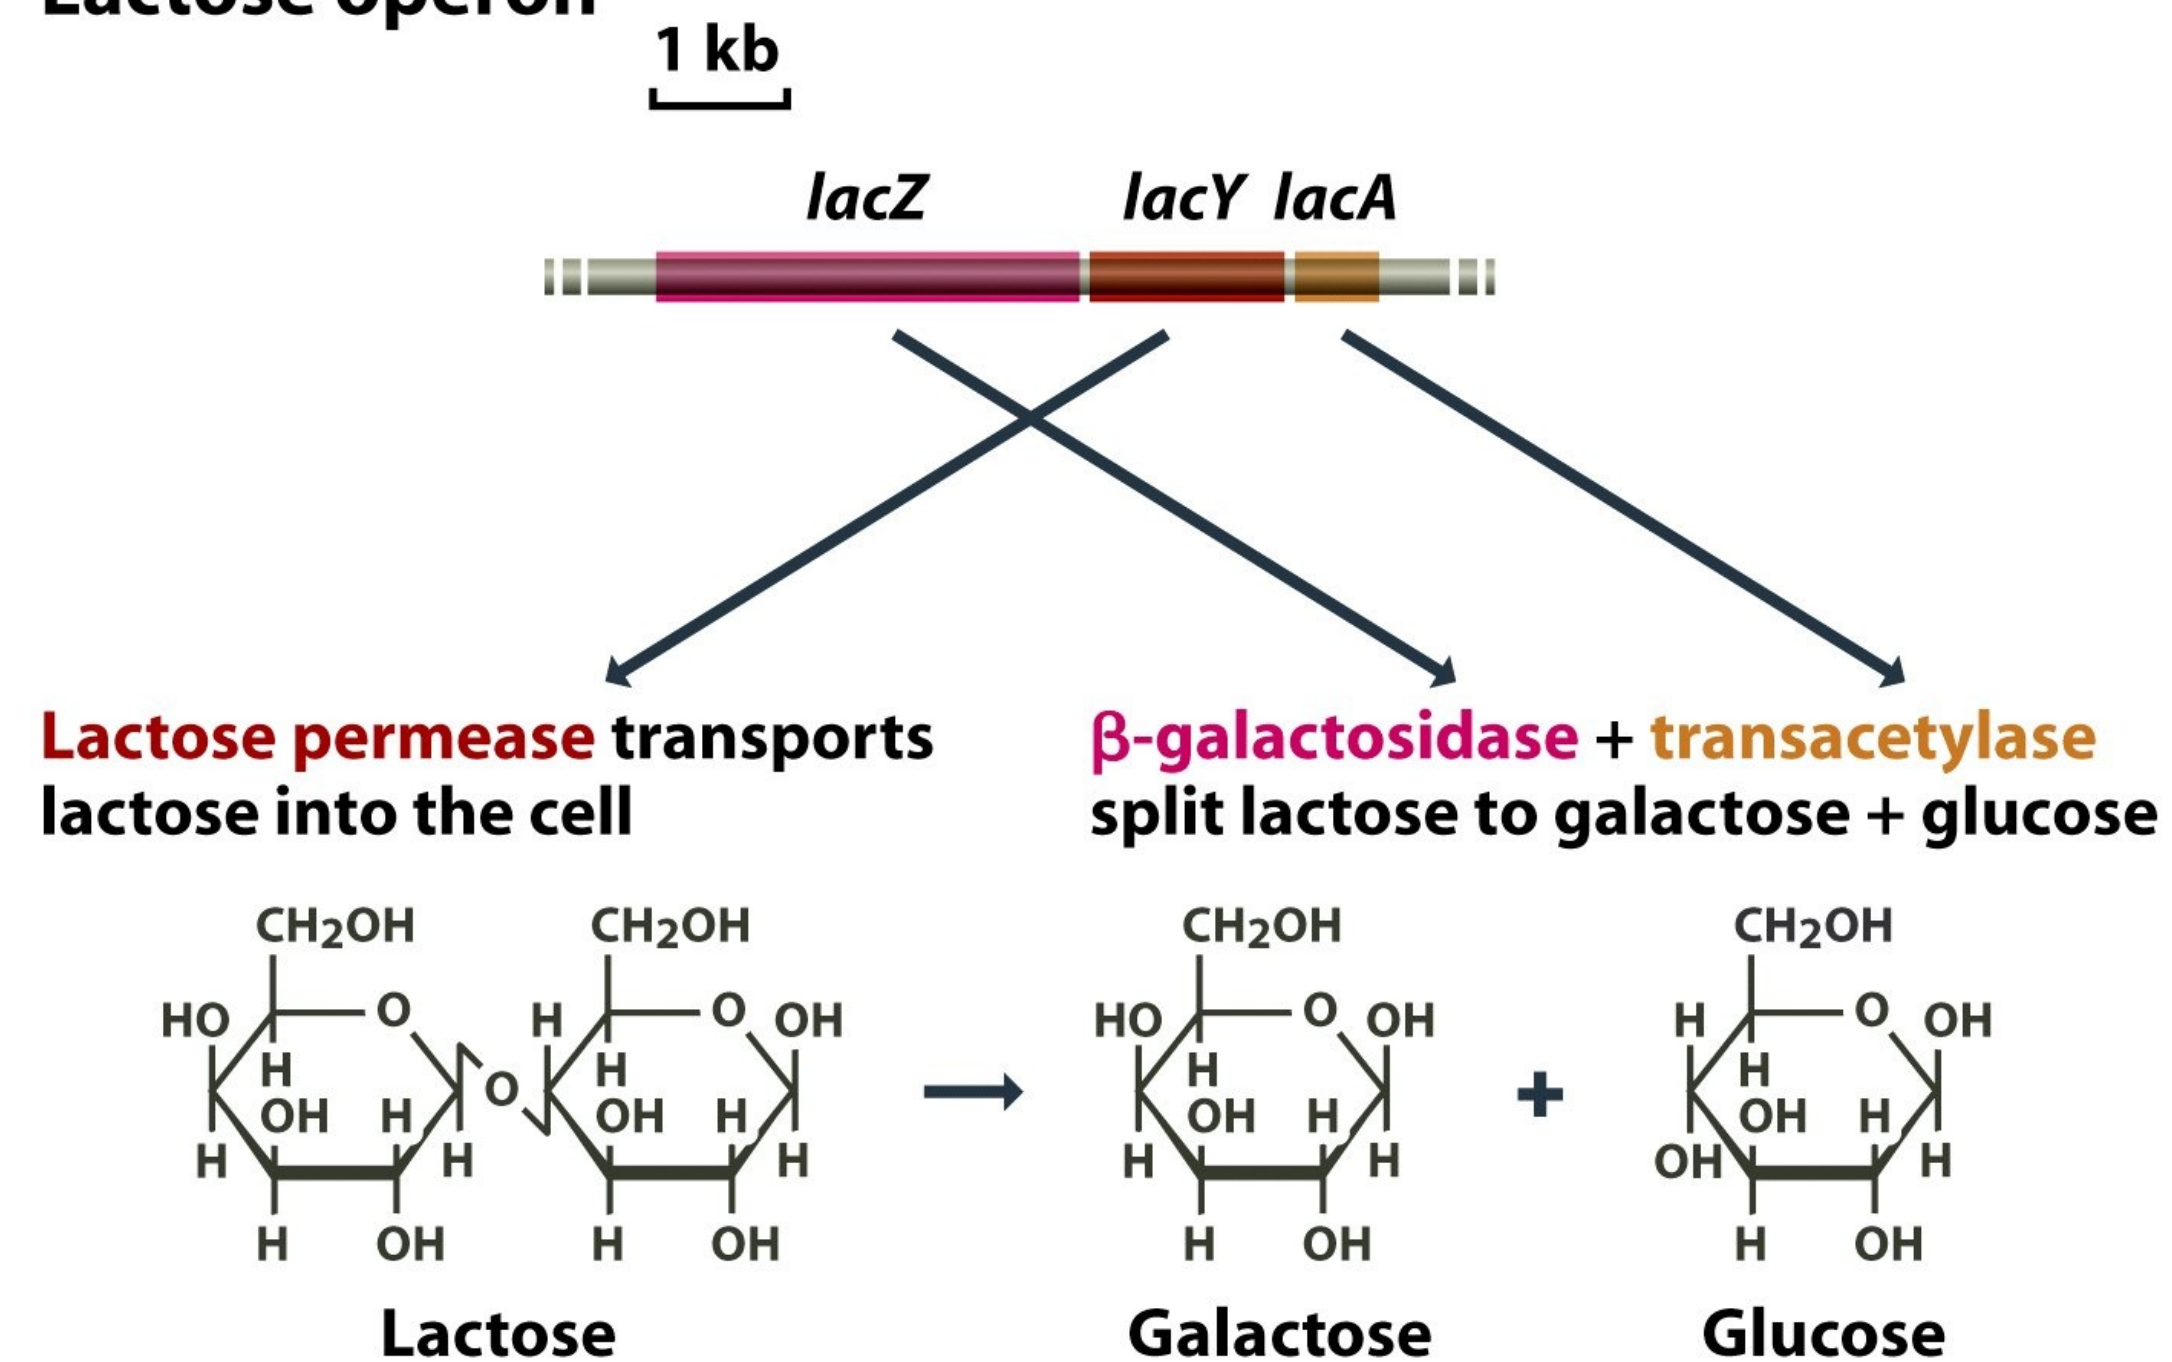 Lactose operon
1 kb
lacZ lacY lacA
Lactose permease transports
lactose into the cell
β-galactosidase + transacetylase
split lactose to galactose + glucose
CH2OH CH2OH CH2OH CH2OH
HO O H O OH HO O OH H O OH
H H H H
O
OH H OH H OH H OH H
H H H H H OH H
H OH H OH H OH H OH
+
Lactose Galactose Glucose